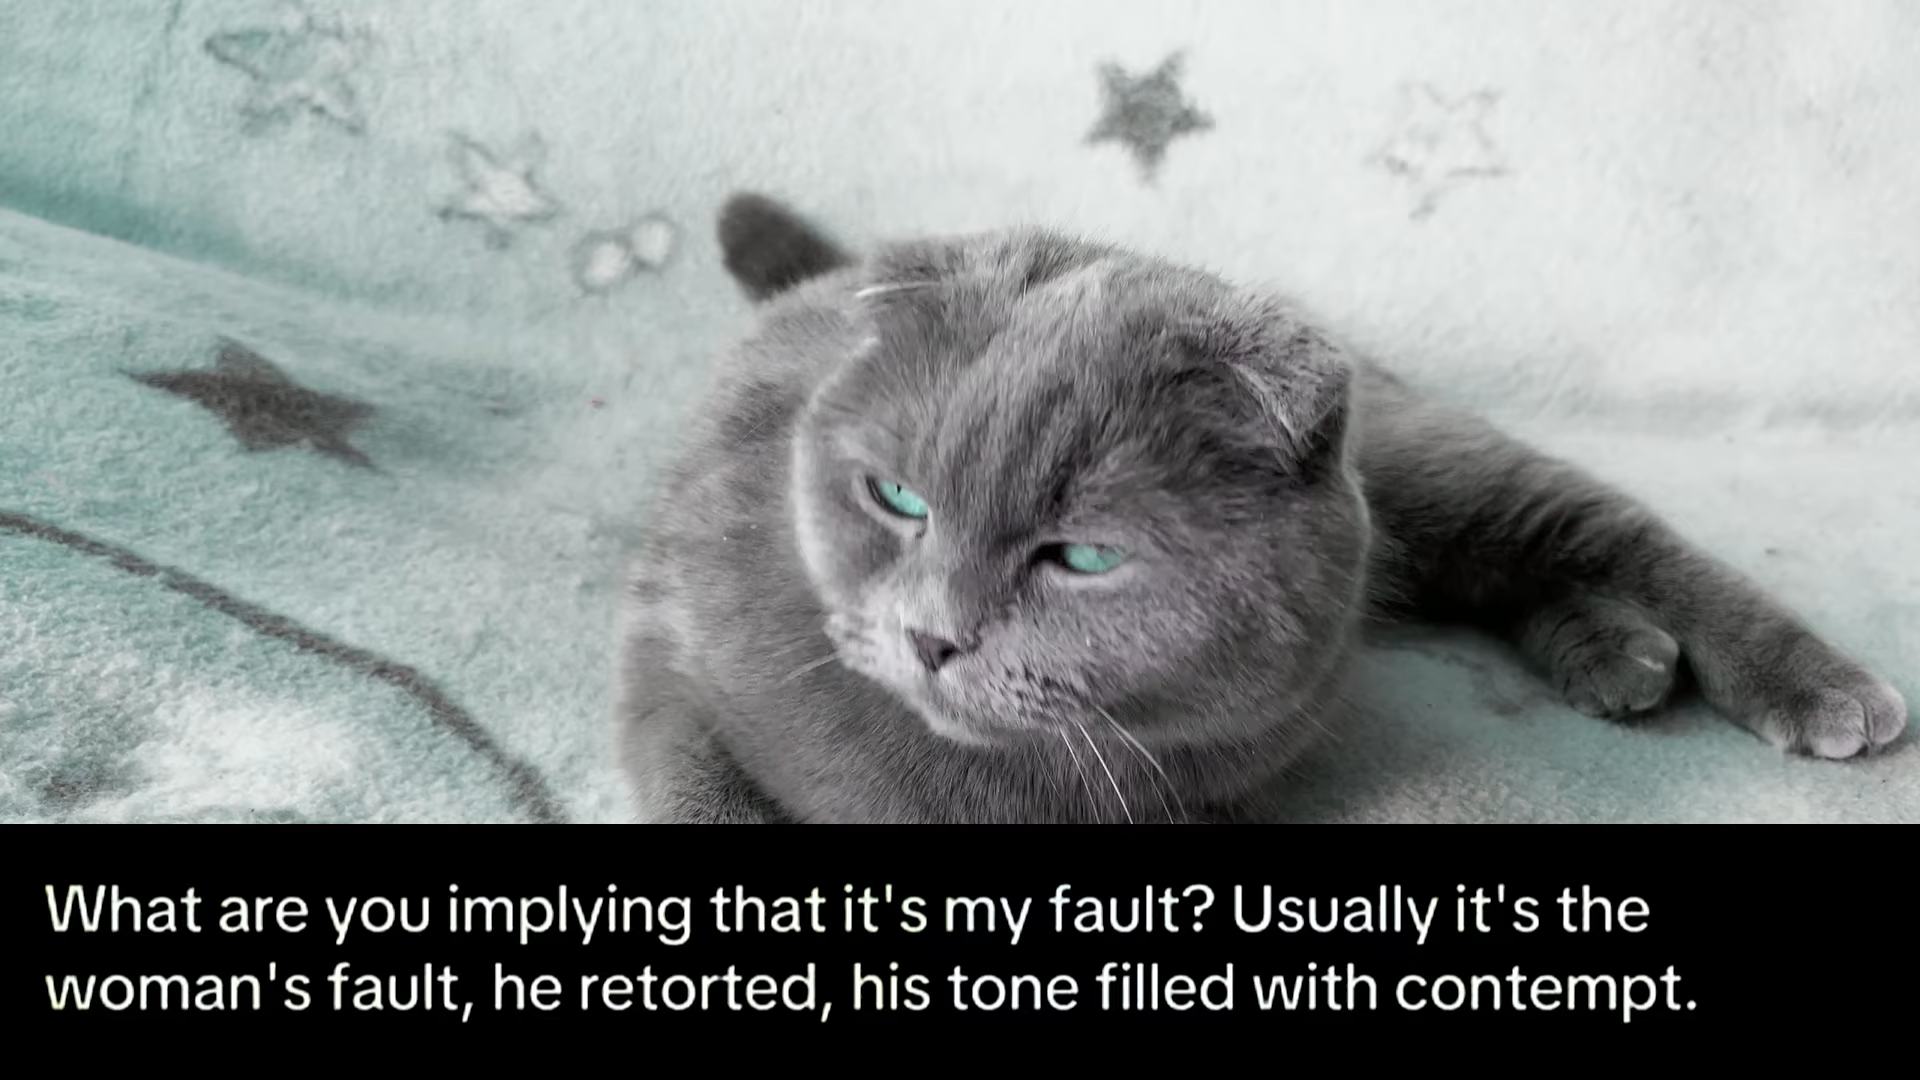 What are you implying that it's my fault? Usually it's the
woman's fault, he retorted, his tone filled with contempt.